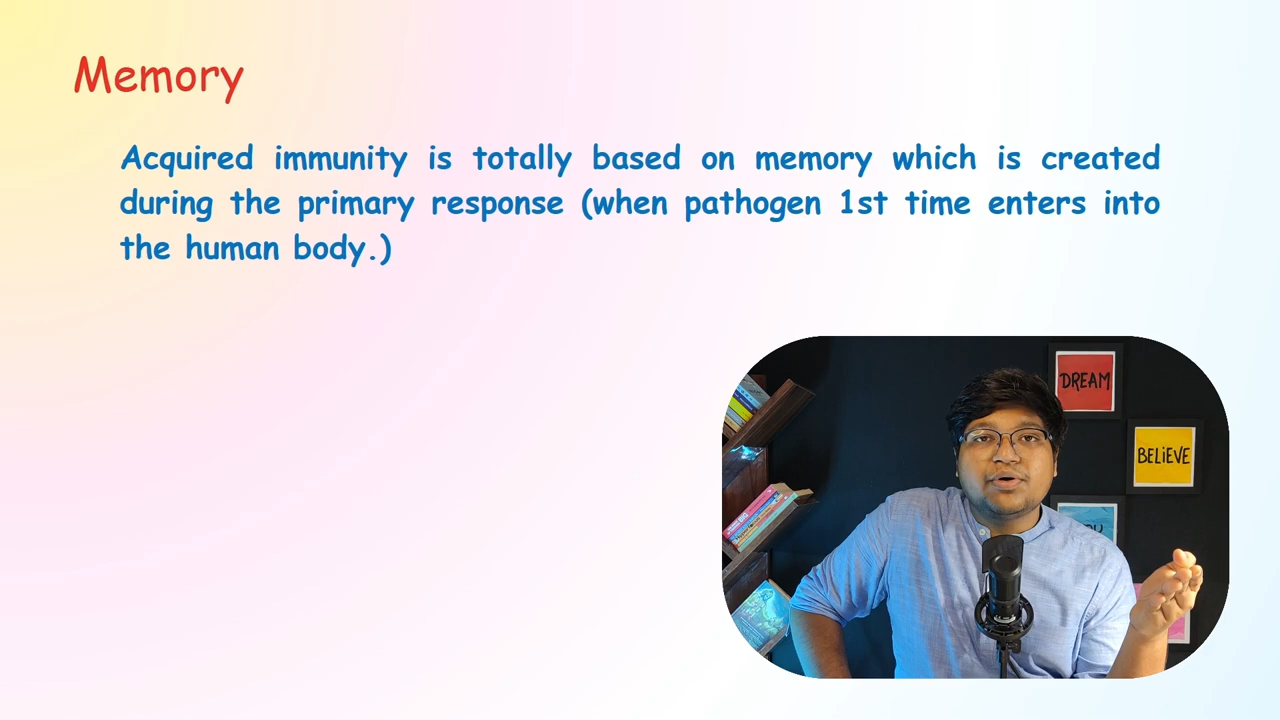 Memory
Acquired immunity is totally based on memory which is created
during the primary response (when pathogen 1st time enters into
the human body.)
DREAM
BELiEVE